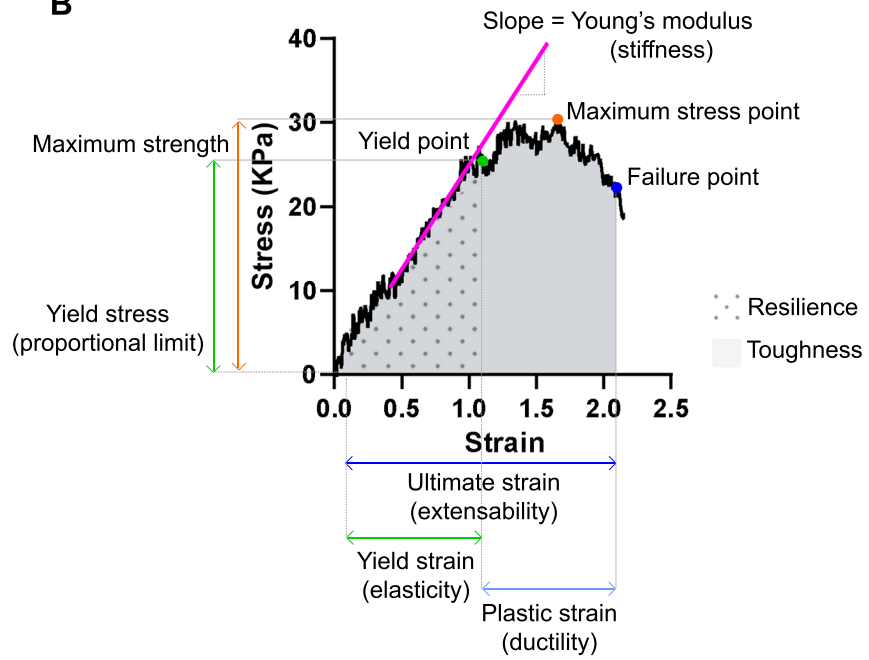 B
Slope = Young's modulus
(stiffness)
40
30
20
10
0
Stress (KPa)
Maximum strength
Yield point
Maximum stress point
Failure point
Yield stress
(proportional limit)
Resilience
Toughness
0.0 0.5 1.0 1.5 2.0 2.5
Strain
Ultimate strain
(extensability)
Yield strain
(elasticity)
Plastic strain
(ductility)